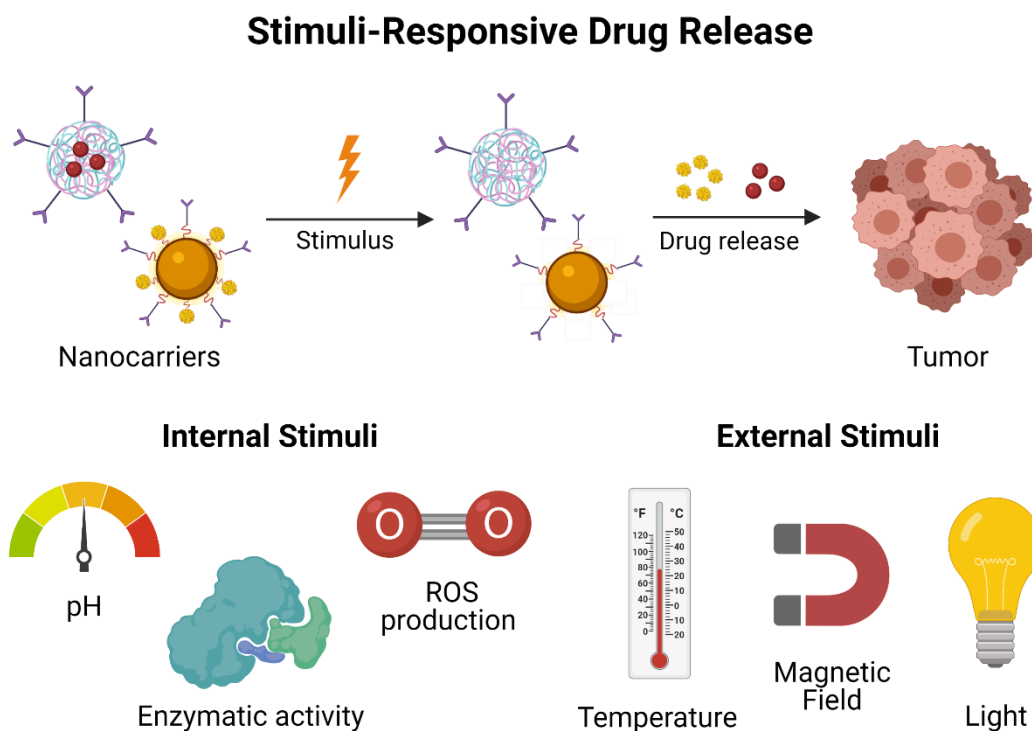 Stimuli-Responsive Drug Release
Stimulus
Drug release
Nanocarriers
Tumor
Internal Stimuli
External Stimuli
pH
Enzymatic activity
O O
ROS
production
°F °C
120
100
80
60
40
20
0
50
40
30
20
10
0
10
20
Temperature
Magnetic
Field
Light